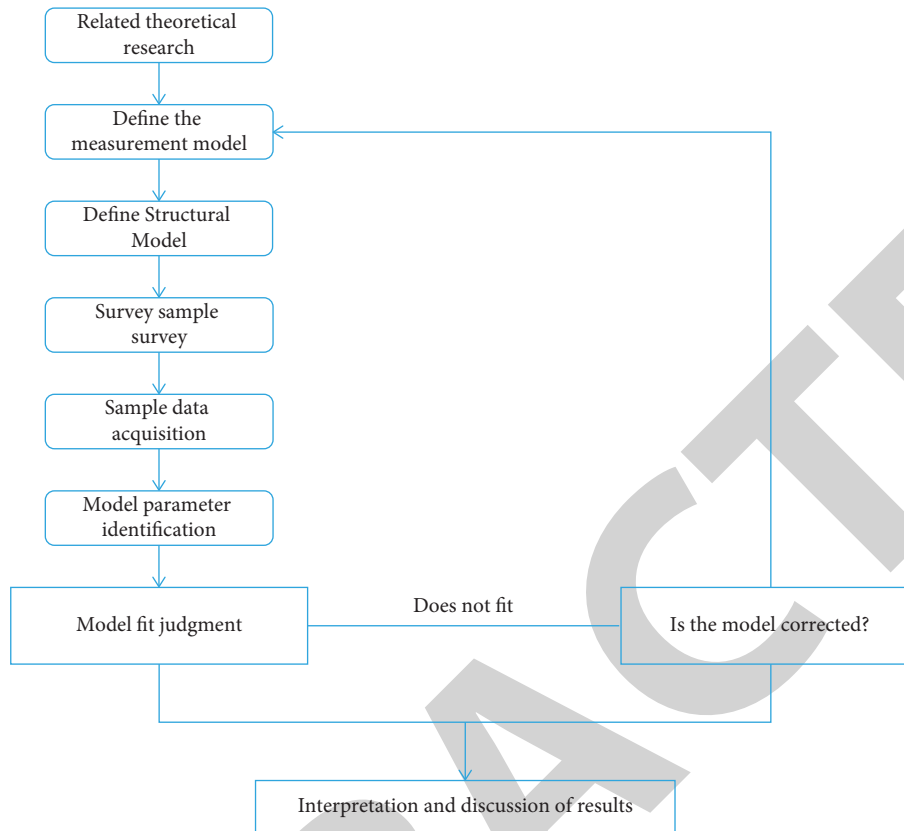 Related theoretical
research
Define the
measurement model
Define Structural
Model
Survey sample
survey
Sample data
acquisition
Model parameter
identification
Model fit judgment
Does not fit
Is the model corrected?
Interpretation and discussion of results